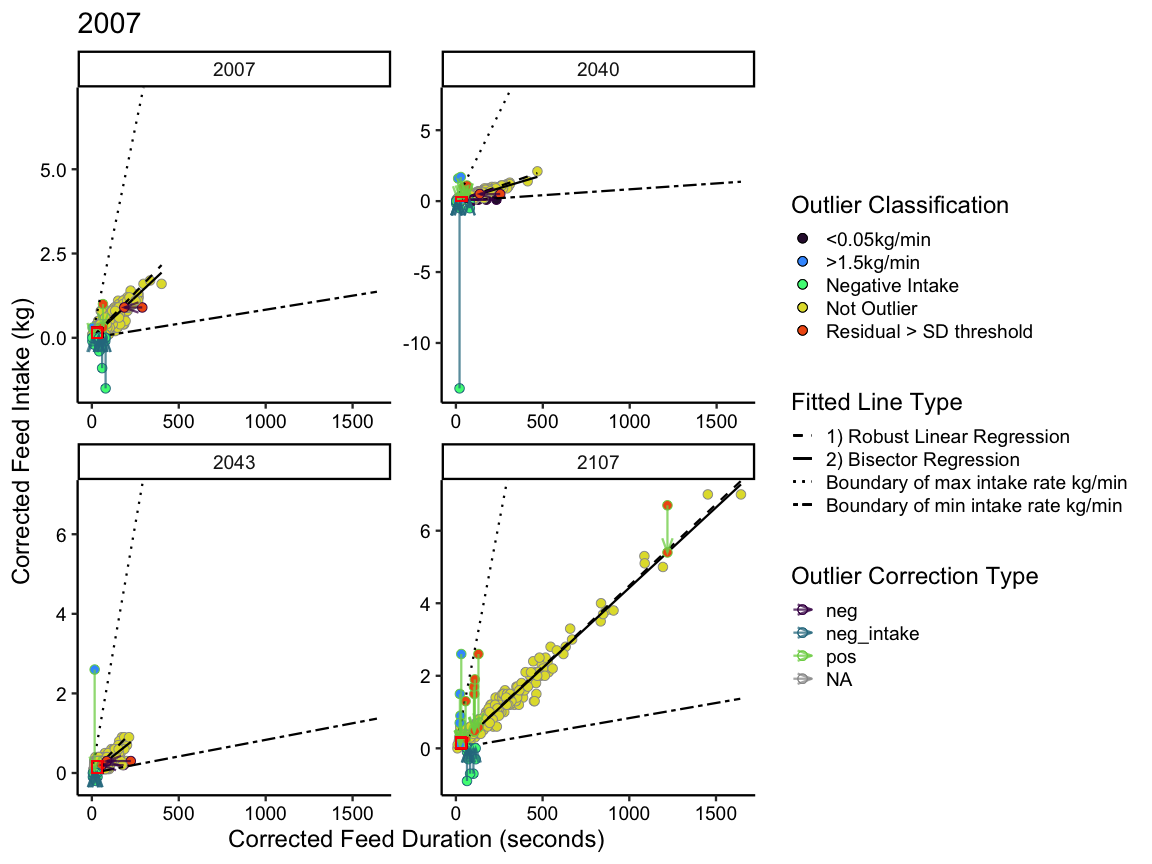 2007
2007
2040
5.0
2.5
0.0
0
500
1000
1500
5
0
-5
-10
0
500
1000
1500
2043
2107
6
4
2
0
0
500
1000
1500
6
4
2
0
0
500
1000
1500
Corrected Feed Intake (kg)
Corrected Feed Duration (seconds)
Outlier Classification
<0.05kg/min
>1.5kg/min
Negative Intake
Not Outlier
Residual > SD threshold
Fitted Line Type
1) Robust Linear Regression
2) Bisector Regression
Boundary of max intake rate kg/min
Boundary of min intake rate kg/min
Outlier Correction Type
neg
neg_intake
pos
NA